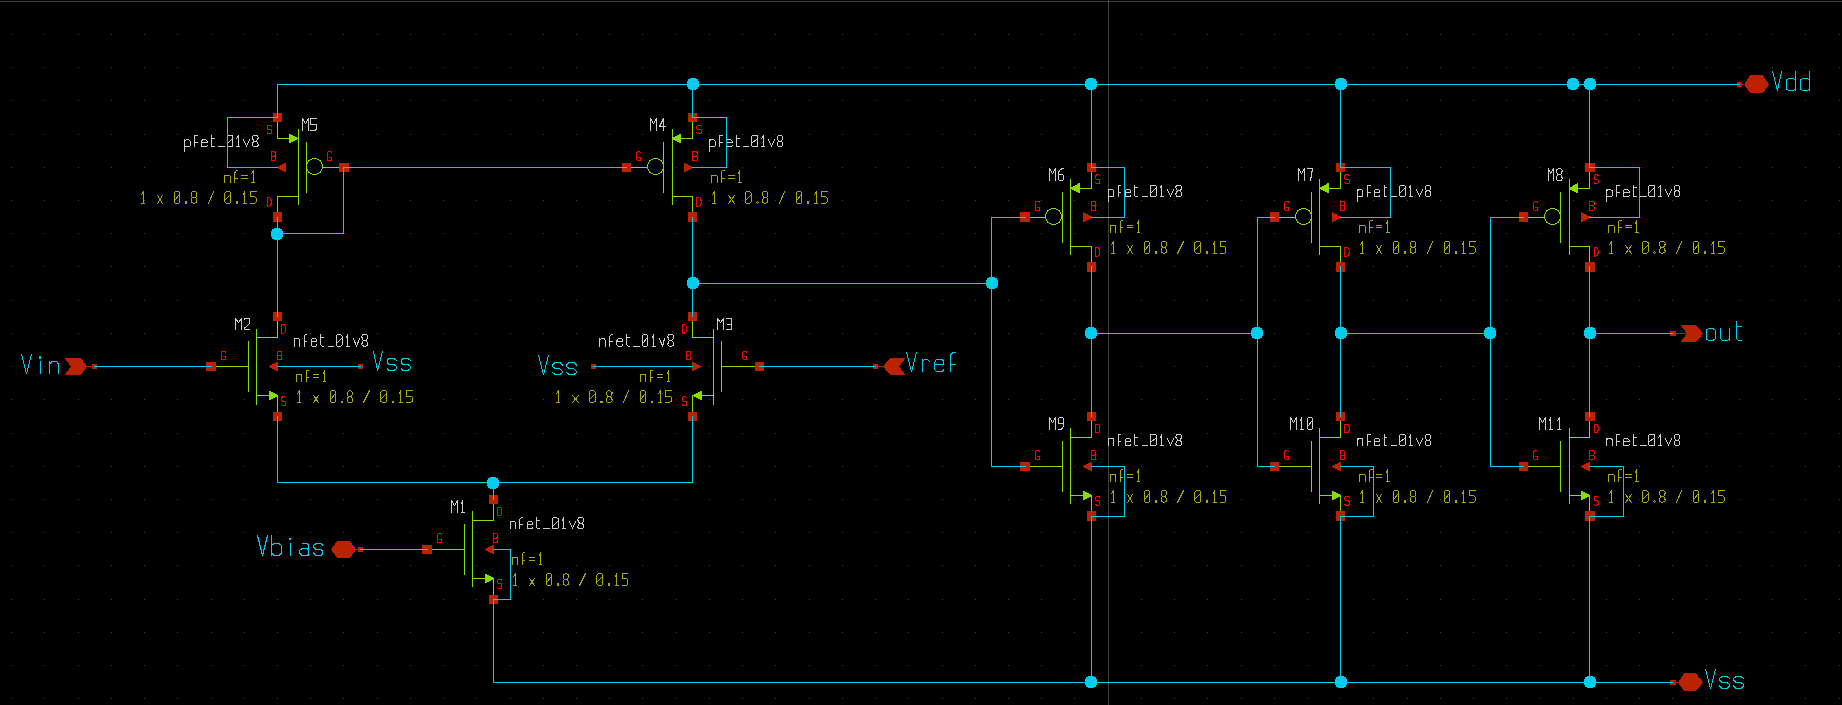 Vdd
M5
S
pfet_01v8
B
G
nf=1
1 x 0.8 / 0.15
D
M4
S
pfet_01v8
G
B
nf=1
1 x 0.8 / 0.15
D
M6
S
pfet_01v8
G
B
nf=1
1 x 0.8 / 0.15
D
M7
S
pfet_01v8
G
B
nf=1
1 x 0.8 / 0.15
D
M8
S
pfet_01v8
G
B
nf=1
1 x 0.8 / 0.15
D
M2
D
nfet_01v8
Vin
G
B
Vss
nf=1
1 x 0.8 / 0.15
S
M3
D
nfet_01v8
Vss
B
G
Vref
nf=1
1 x 0.8 / 0.15
S
out
M9
D
nfet_01v8
G
B
nf=1
1 x 0.8 / 0.15
S
M10
D
nfet_01v8
G
B
nf=1
1 x 0.8 / 0.15
S
M11
D
nfet_01v8
G
B
nf=1
1 x 0.8 / 0.15
S
M1
D
nfet_01v8
Vbias
G
B
nf=1
1 x 0.8 / 0.15
S
Vss